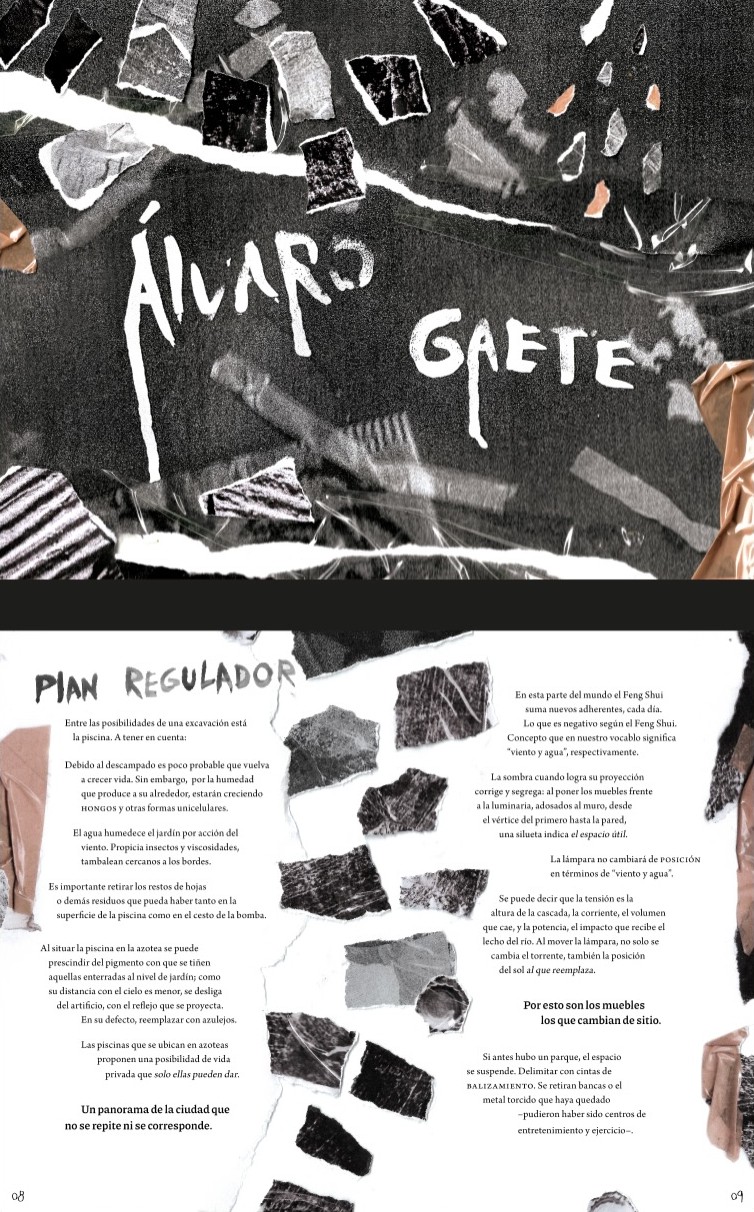 ÁlvARO
GAETE
PlAN REGULADOR
Entre las posibilidades de una excavación está
la piscina. A tener en cuenta:
Debido al descampado es poco probable que vuelva
a crecer vida. Sin embargo, por la humedad
que produce a su alrededor, estarán creciendo
HONGOS y otras formas unicelulares.
El agua humedece el jardín por acción del
viento. Propicia insectos y viscosidades,
tambalean cercanos a los bordes.
Es importante retirar los restos de hojas
o demás residuos que pueda haber tanto en la
superficie de la piscina como en el cesto de la bomba.
Al situar la piscina en la azotea se puede
prescindir del pigmento con que se tiñen
aquellas enterradas al nivel de jardín; como
su distancia con el cielo es menor, se desliga
del artificio, con el reflejo que se proyecta.
En su defecto, reemplazar con azulejos.
Las piscinas que se ubican en azoteas
proponen una posibilidad de vida
privada que solo ellas pueden dar.
Un panorama de la ciudad que
no se repite ni se corresponde.
08
En esta parte del mundo el Feng Shui
suma nuevos adherentes, cada día.
Lo que es negativo según el Feng Shui.
Concepto que en nuestro vocablo significa
"viento y agua", respectivamente.
La sombra cuando logra su proyección
corrige y segrega: al poner los muebles frente
a la luminaria, adosados al muro, desde
el vértice del primero hasta la pared,
una silueta indica el espacio útil.
La lámpara no cambiará de POSICIÓN
en términos de "viento y agua".
Se puede decir que la tensión es la
altura de la cascada, la corriente, el volumen
que cae, y la potencia, el impacto que recibe el
lecho del río. Al mover la lámpara, no solo se
cambia el torrente, también la posición
del sol al que reemplaza.
Por esto son los muebles
los que cambian de sitio.
Si antes hubo un parque, el espacio
se suspende. Delimitar con cintas de
BALIZAMIENTO. Se retiran bancas o el
metal torcido que haya quedado
–pudieron haber sido centros de
entretenimiento y ejercicio–.
09